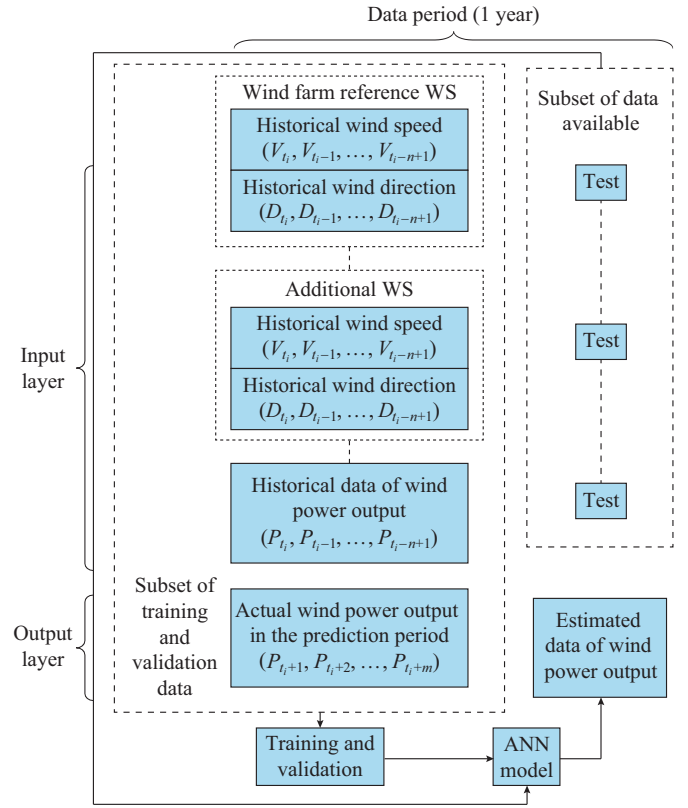 Data period (1 year)
Wind farm reference WS
Historical wind speed
(V_{t_i}, V_{t_i−1}, …, V_{t_i−n+1})
Historical wind direction
(D_{t_i}, D_{t_i−1}, …, D_{t_i−n+1})
Subset of data
available
Test
Additional WS
Historical wind speed
(V_{t_i}, V_{t_i−1}, …, V_{t_i−n+1})
Historical wind direction
(D_{t_i}, D_{t_i−1}, …, D_{t_i−n+1})
Test
Input
layer
Historical data of wind
power output
(P_{t_i}, P_{t_i−1}, …, P_{t_i−n+1})
Test
Output
layer
Subset of
training
and
validation
data
Actual wind power output
in the prediction period
(P_{t_i+1}, P_{t_i+2}, …, P_{t_i+m})
Estimated
data of wind
power output
Training and
validation
ANN
model